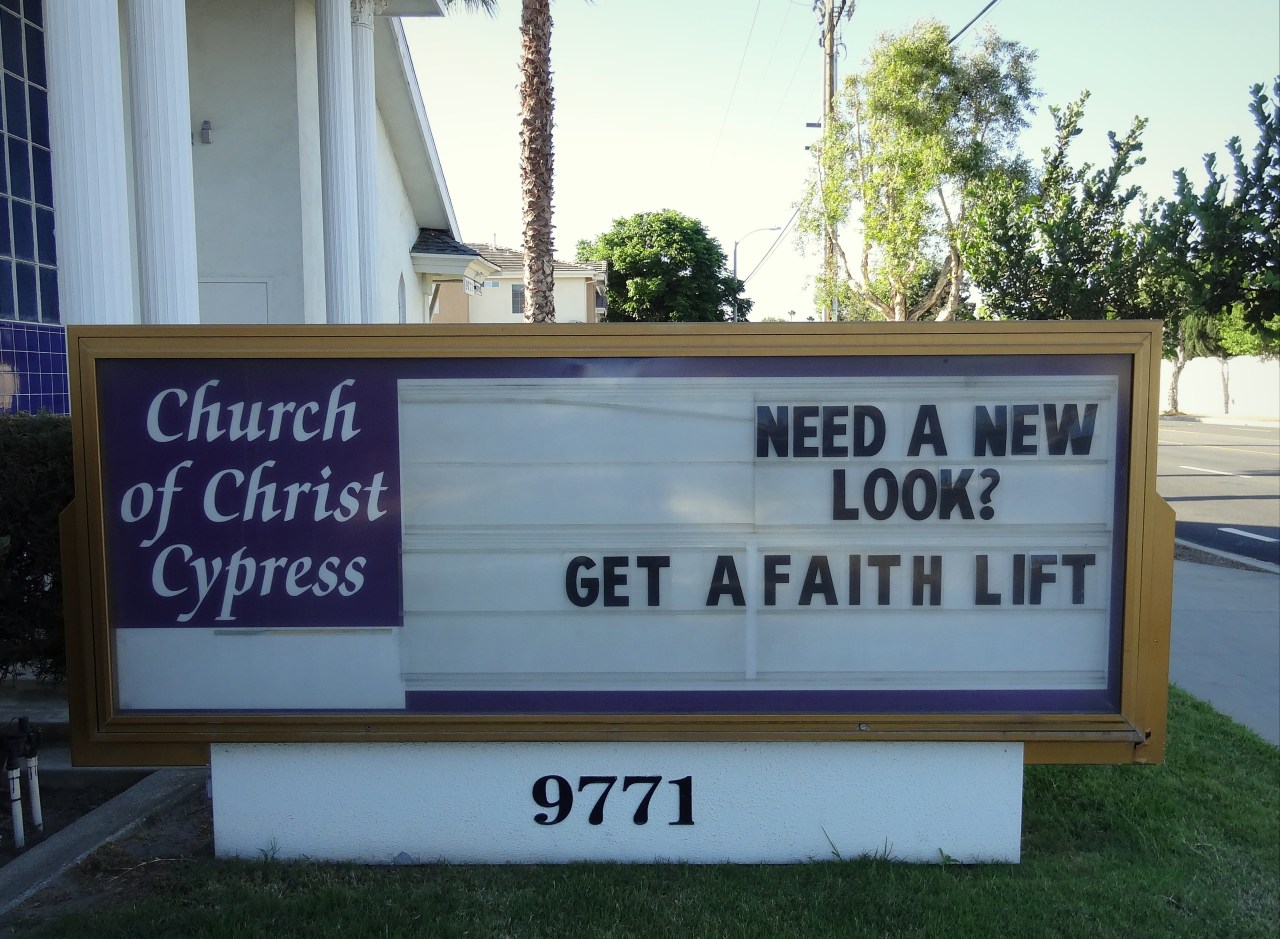 Church
of Christ
Cypress
NEED A NEW
LOOK?
GET A FAITH LIFT
9771